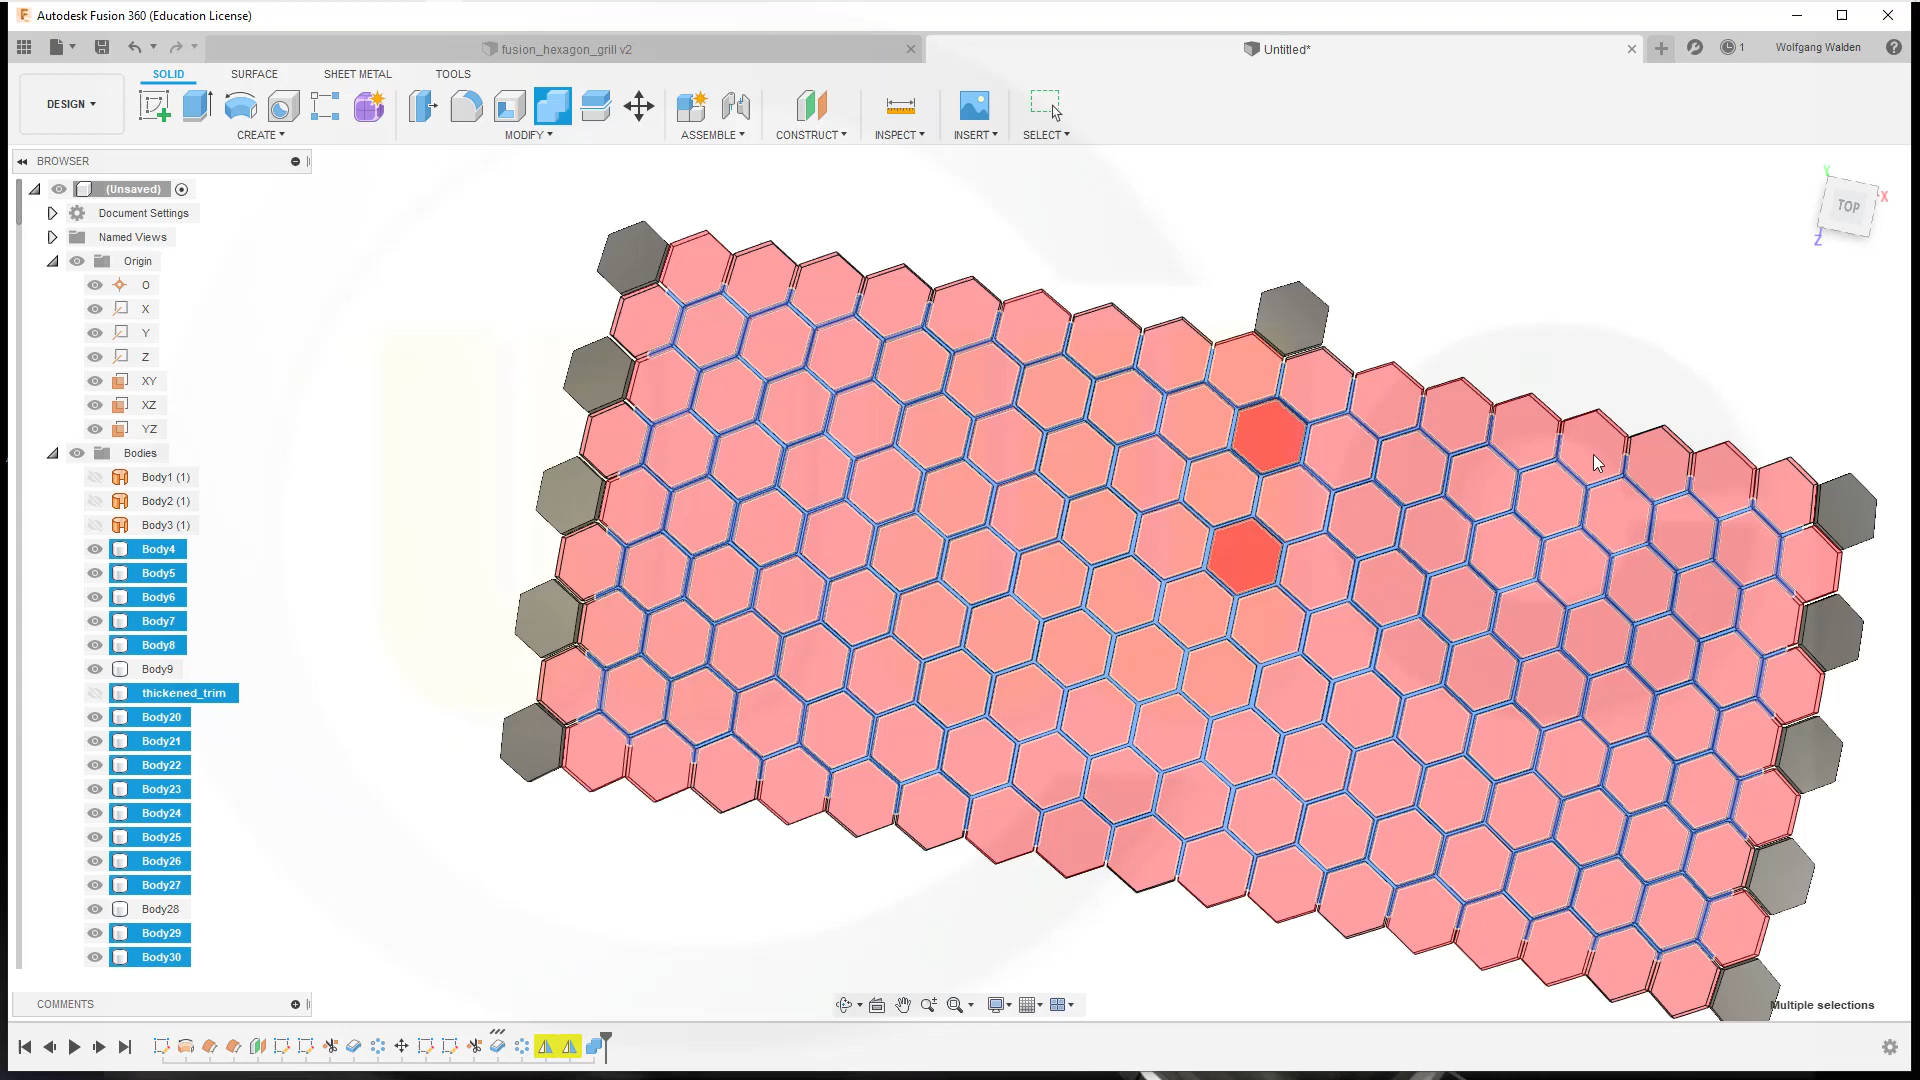 Autodesk Fusion 360 (Education License)
fusion_hexagon_grill v2
Untitled*
1
Wolfgang Walden
DESIGN
SOLID
SURFACE
SHEET METAL
TOOLS
CREATE
MODIFY
ASSEMBLE
CONSTRUCT
INSPECT
INSERT
SELECT
BROWSER
(Unsaved)
Document Settings
Named Views
Origin
O
X
Y
Z
XY
XZ
YZ
Bodies
Body1 (1)
Body2 (1)
Body3 (1)
Body4
Body5
Body6
Body7
Body8
Body9
thickened_trim
Body20
Body21
Body22
Body23
Body24
Body25
Body26
Body27
Body28
Body29
Body30
Y
X
TOP
Z
COMMENTS
Multiple selections